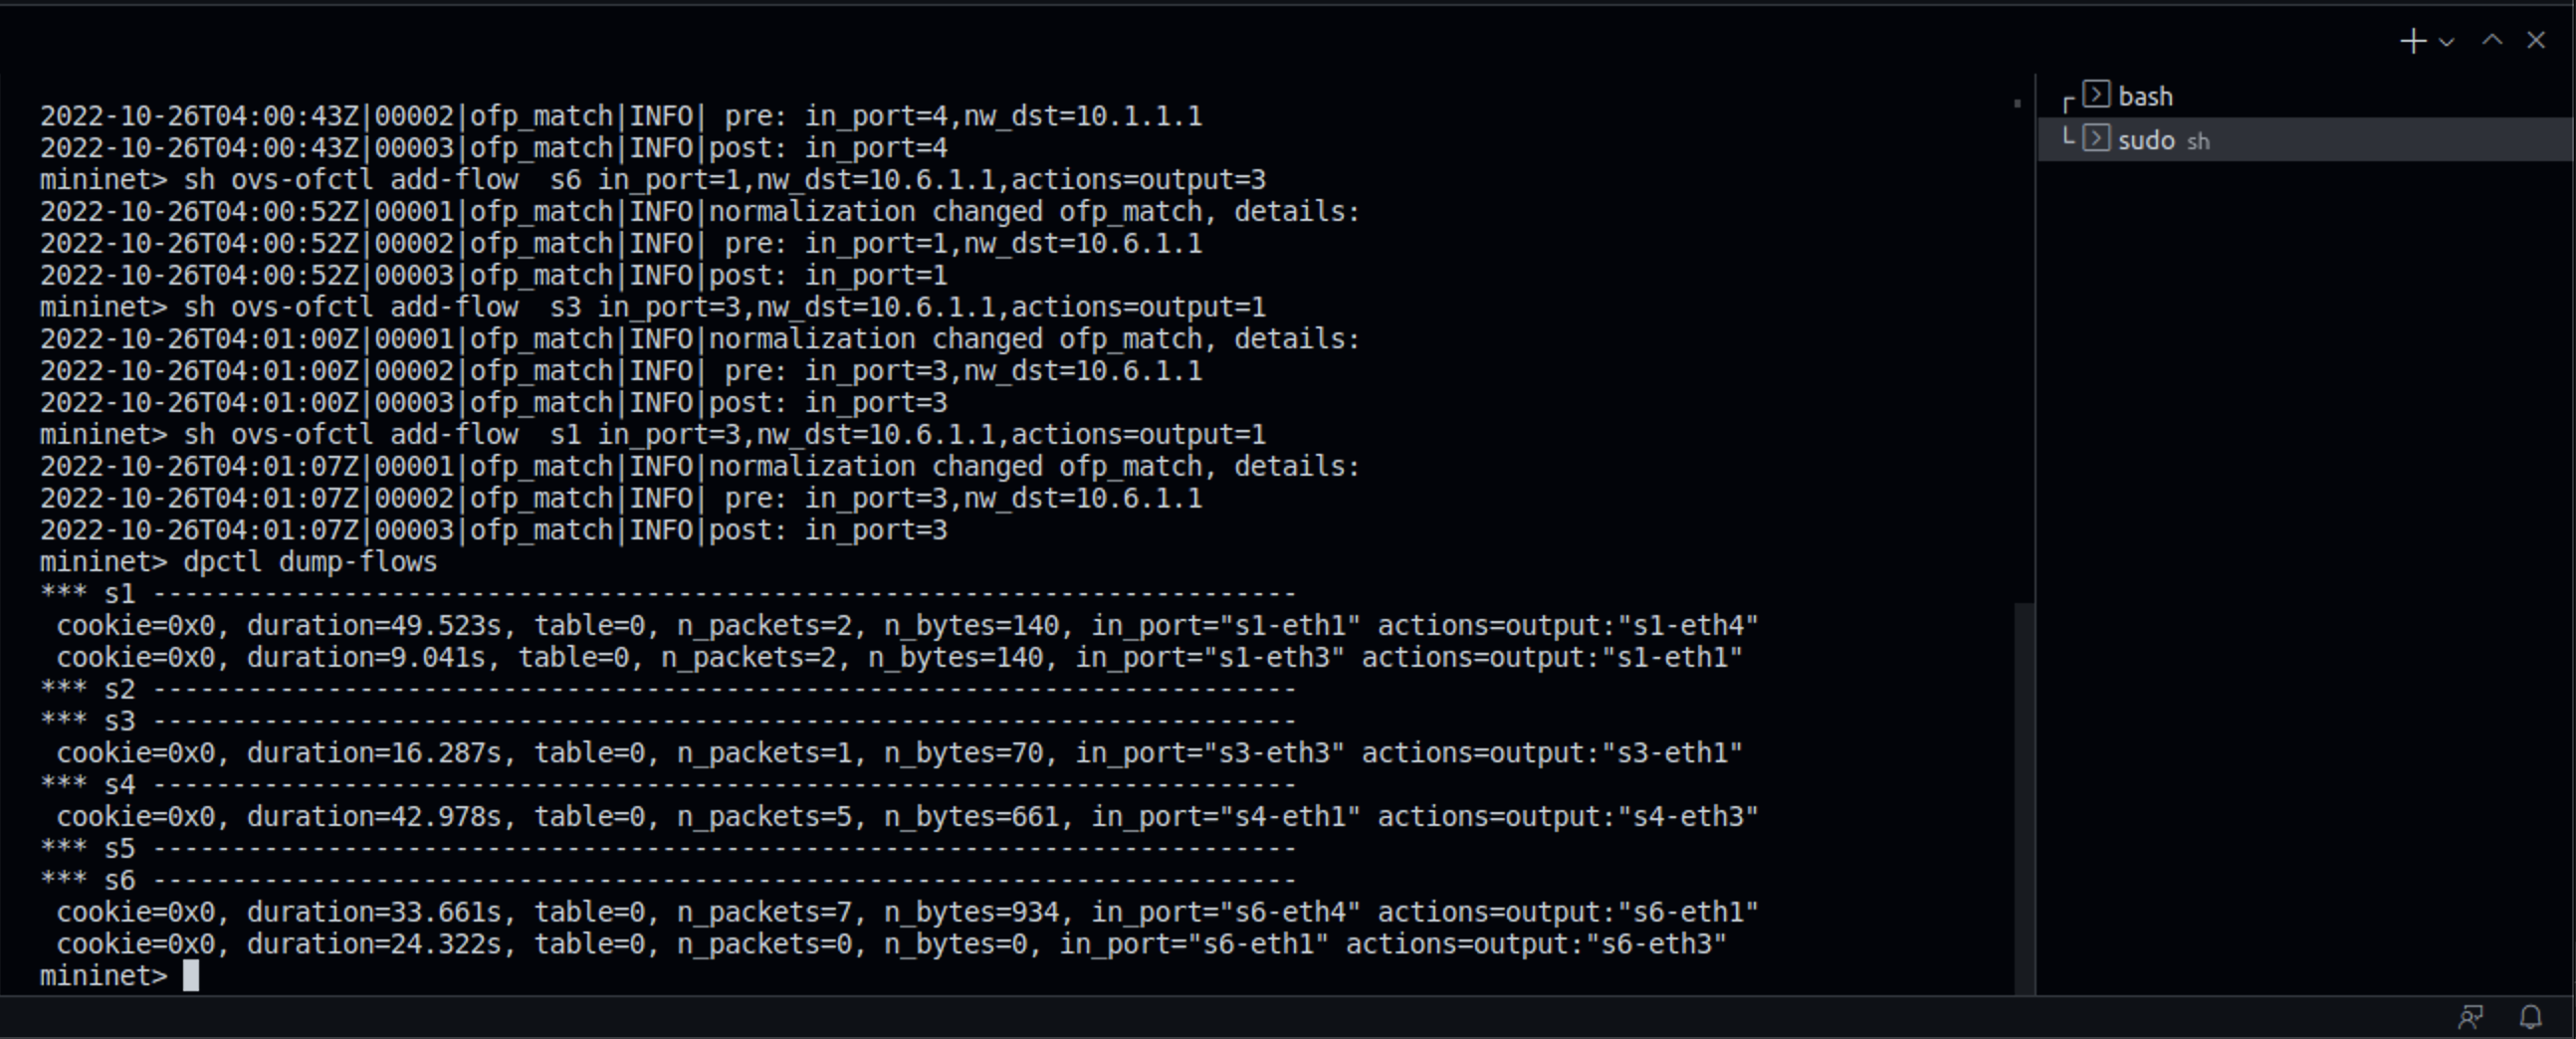 2022-10-26T04:00:43Z|00002|ofp_match|INFO| pre: in_port=4,nw_dst=10.1.1.1
2022-10-26T04:00:43Z|00003|ofp_match|INFO|post: in_port=4
mininet> sh ovs-ofctl add-flow  s6 in_port=1,nw_dst=10.6.1.1,actions=output=3
2022-10-26T04:00:52Z|00001|ofp_match|INFO|normalization changed ofp_match, details:
2022-10-26T04:00:52Z|00002|ofp_match|INFO| pre: in_port=1,nw_dst=10.6.1.1
2022-10-26T04:00:52Z|00003|ofp_match|INFO|post: in_port=1
mininet> sh ovs-ofctl add-flow  s3 in_port=3,nw_dst=10.6.1.1,actions=output=1
2022-10-26T04:01:00Z|00001|ofp_match|INFO|normalization changed ofp_match, details:
2022-10-26T04:01:00Z|00002|ofp_match|INFO| pre: in_port=3,nw_dst=10.6.1.1
2022-10-26T04:01:00Z|00003|ofp_match|INFO|post: in_port=3
mininet> sh ovs-ofctl add-flow  s1 in_port=3,nw_dst=10.6.1.1,actions=output=1
2022-10-26T04:01:07Z|00001|ofp_match|INFO|normalization changed ofp_match, details:
2022-10-26T04:01:07Z|00002|ofp_match|INFO| pre: in_port=3,nw_dst=10.6.1.1
2022-10-26T04:01:07Z|00003|ofp_match|INFO|post: in_port=3
mininet> dpctl dump-flows
*** s1 ------------------------------------------------------------------------
 cookie=0x0, duration=49.523s, table=0, n_packets=2, n_bytes=140, in_port="s1-eth1" actions=output:"s1-eth4"
 cookie=0x0, duration=9.041s, table=0, n_packets=2, n_bytes=140, in_port="s1-eth3" actions=output:"s1-eth1"
*** s2 ------------------------------------------------------------------------
*** s3 ------------------------------------------------------------------------
 cookie=0x0, duration=16.287s, table=0, n_packets=1, n_bytes=70, in_port="s3-eth3" actions=output:"s3-eth1"
*** s4 ------------------------------------------------------------------------
 cookie=0x0, duration=42.978s, table=0, n_packets=5, n_bytes=661, in_port="s4-eth1" actions=output:"s4-eth3"
*** s5 ------------------------------------------------------------------------
*** s6 ------------------------------------------------------------------------
 cookie=0x0, duration=33.661s, table=0, n_packets=7, n_bytes=934, in_port="s6-eth4" actions=output:"s6-eth1"
 cookie=0x0, duration=24.322s, table=0, n_packets=0, n_bytes=0, in_port="s6-eth1" actions=output:"s6-eth3"
mininet>
bash
sudo sh